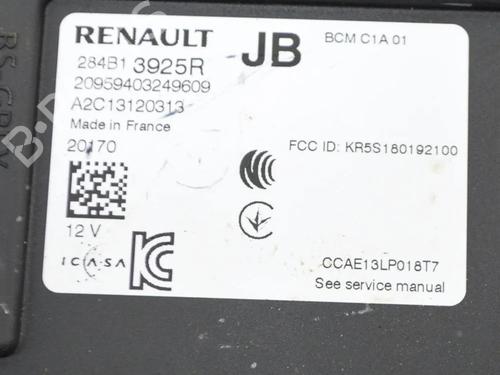 RENAULT JB BCM C1A 01
284B1 3925R
20959403249609
A2C13120313
Made in France
20170
FCC ID: KR5S180192100
12 V
ICASA
CCAE13LP018T7
See service manual